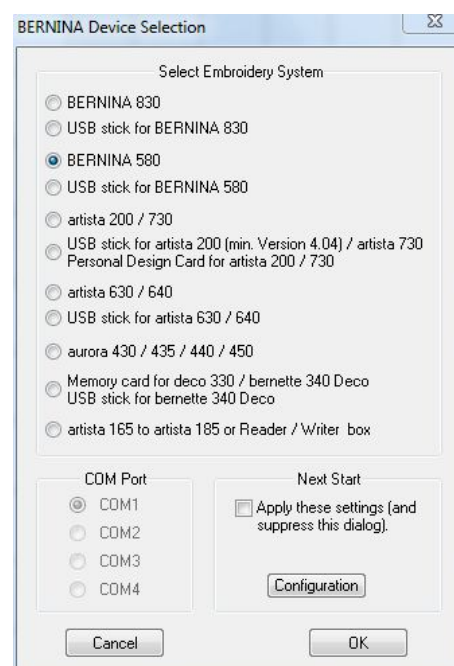 BERNINA Device Selection
Select Embroidery System
BERNINA 830
USB stick for BERNINA 830
BERNINA 580
USB stick for BERNINA 580
artista 200 / 730
USB stick for artista 200 (min. Version 4.04) / artista 730
Personal Design Card for artista 200 / 730
artista 630 / 640
USB stick for artista 630 / 640
aurora 430 / 435 / 440 / 450
Memory card for deco 330 / bernette 340 Deco
USB stick for bernette 340 Deco
artista 165 to artista 185 or Reader / Writer box
COM Port
COM1
COM2
COM3
COM4
Next Start
Apply these settings (and
suppress this dialog).
Configuration
Cancel
OK